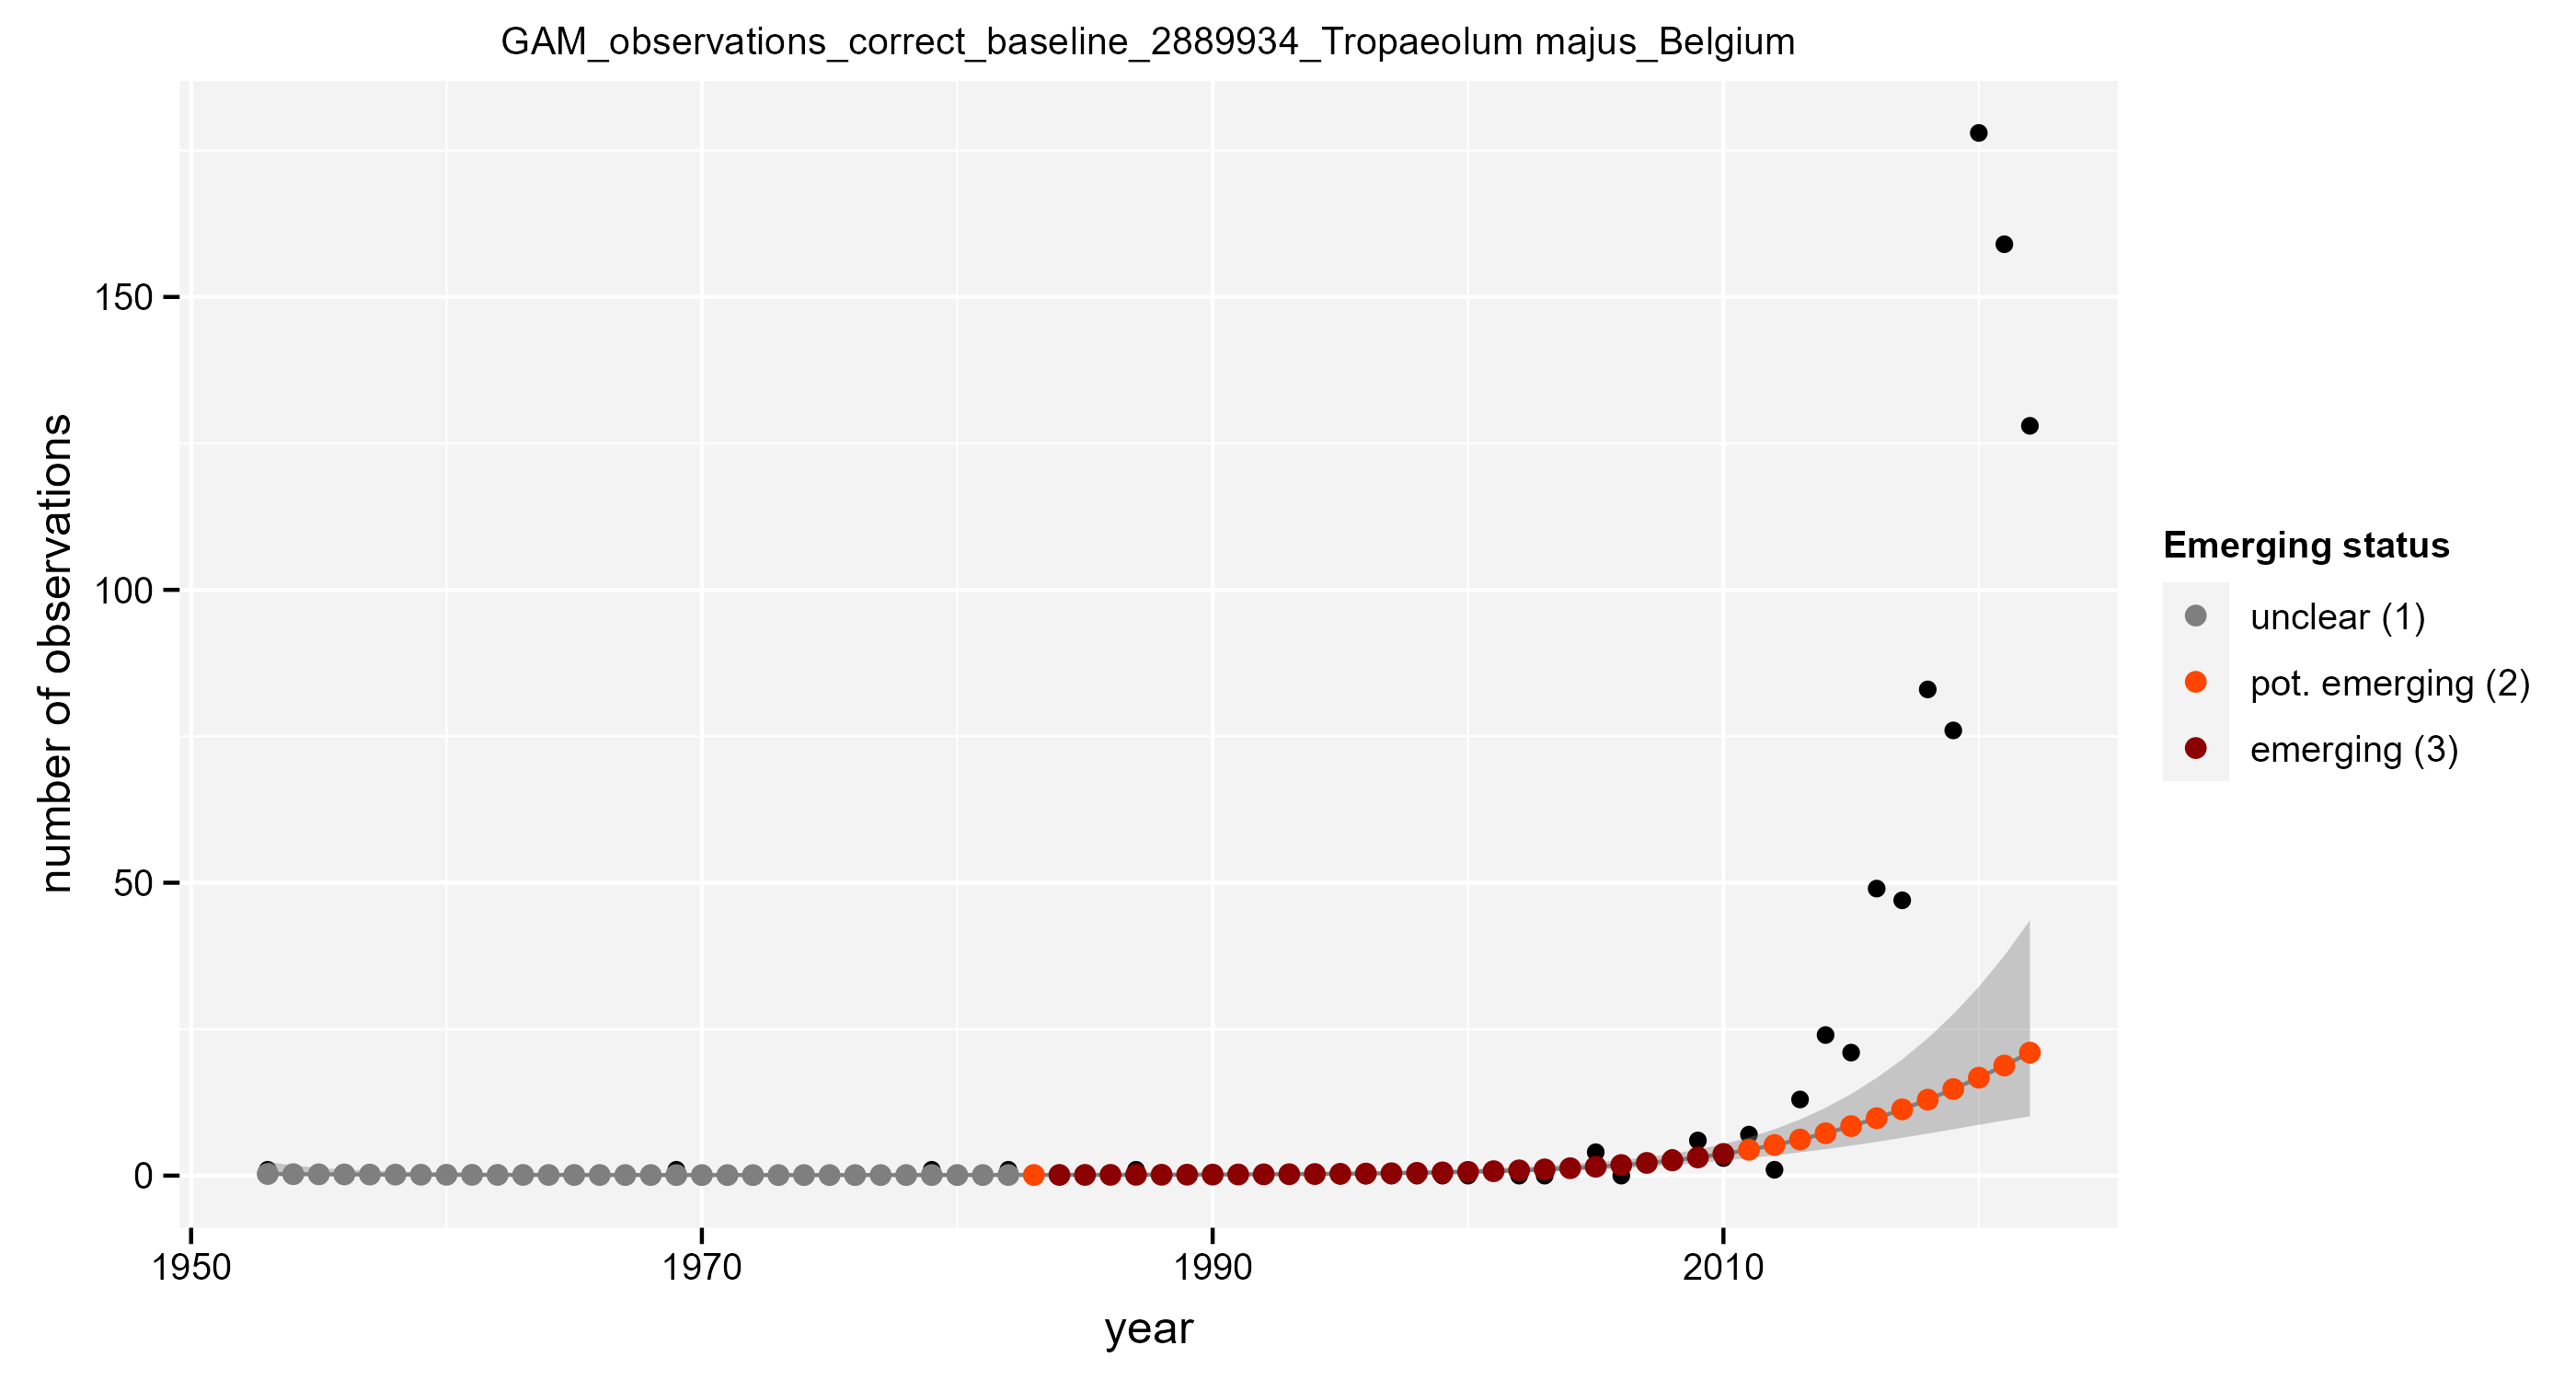 GAM_observations_correct_baseline_2889934_Tropaeolum majus_Belgium
number of observations
150
100
50
0
1950
1970
1990
2010
year
Emerging status
unclear (1)
pot. emerging (2)
emerging (3)